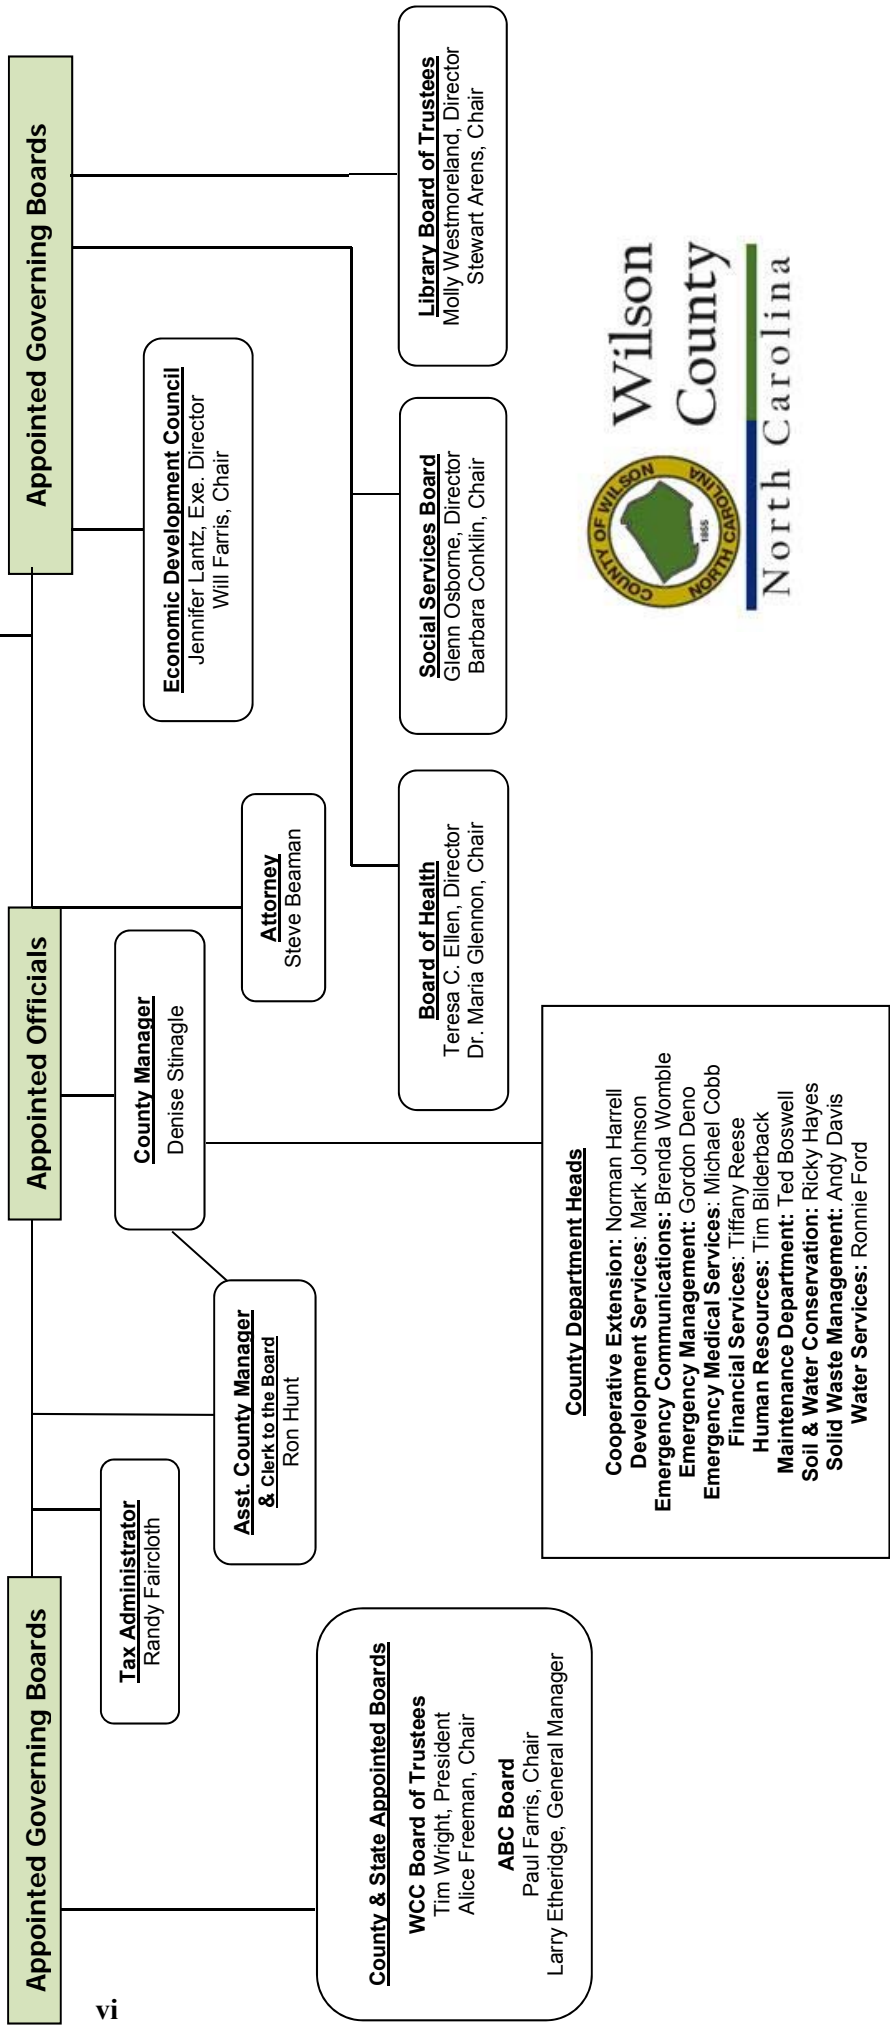 Appointed Governing Boards
Appointed Officials
Appointed Governing Boards
Tax Administrator
Randy Faircloth
County Manager
Denise Stinagle
Asst. County Manager
& Clerk to the Board
Ron Hunt
Attorney
Steve Beaman
Economic Development Council
Jennifer Lantz, Exe. Director
Will Farris, Chair
County & State Appointed Boards
WCC Board of Trustees
Tim Wright, President
Alice Freeman, Chair
ABC Board
Paul Farris, Chair
Larry Etheridge, General Manager
Board of Health
Teresa C. Ellen, Director
Dr. Maria Glennon, Chair
Social Services Board
Glenn Osborne, Director
Barbara Conklin, Chair
Library Board of Trustees
Molly Westmoreland, Director
Stewart Arens, Chair
County Department Heads
Cooperative Extension: Norman Harrell
Development Services: Mark Johnson
Emergency Communications: Brenda Womble
Emergency Management: Gordon Deno
Emergency Medical Services: Michael Cobb
Financial Services: Tiffany Reese
Human Resources: Tim Bilderback
Maintenance Department: Ted Boswell
Soil & Water Conservation: Ricky Hayes
Solid Waste Management: Andy Davis
Water Services: Ronnie Ford
COUNTY OF WILSON
NORTH CAROLINA
1855
Wilson
County
North Carolina
vi